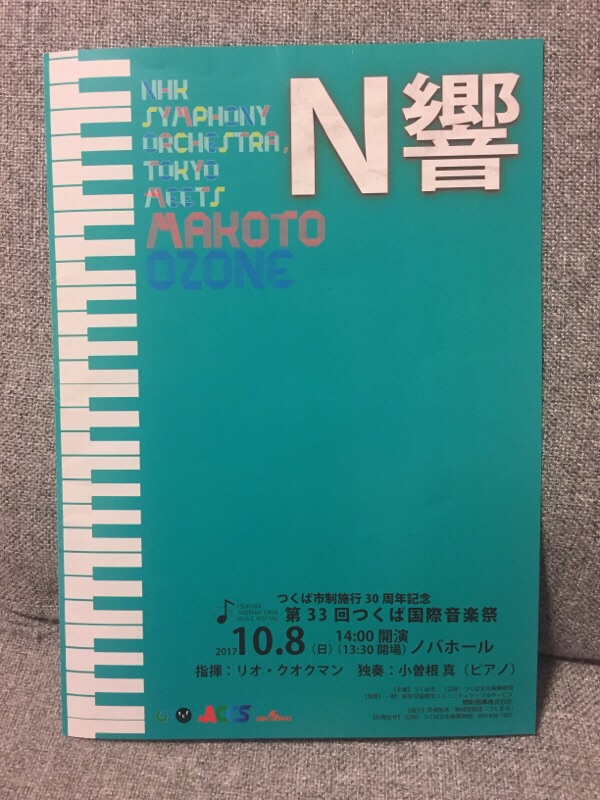 N響
NHK
SYMPHONY
ORCHESTRA,
TOKYO
MEETS
MAKOTO
OZONE
つくば市制施行30周年記念
第33回つくば国際音楽祭
2017 10.8(日) 14:00 開演
(13:30 開場) ノバホール
指揮:リオ・クオクマン 独奏:小曽根 真(ピアノ)
ACCS